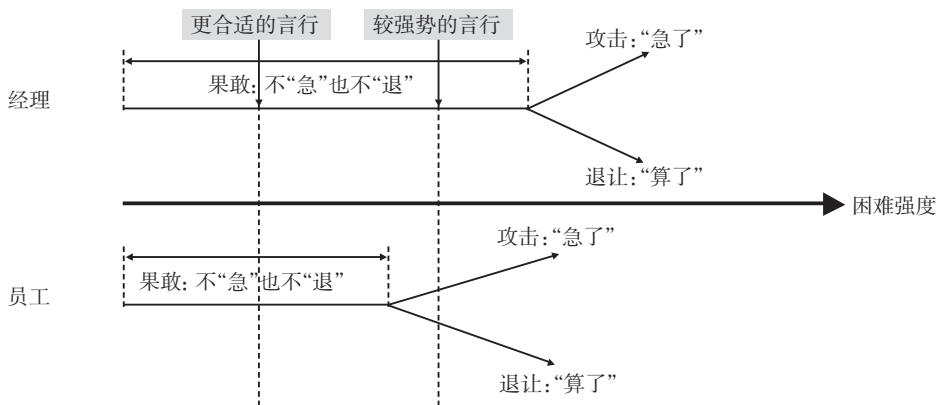 更合适的言行
较强势的言行
攻击:“急了”
果敢: 不“急”也不“退”
经理
退让:“算了”
困难强度
攻击:“急了”
果敢: 不“急”也不“退”
员工
退让:“算了”